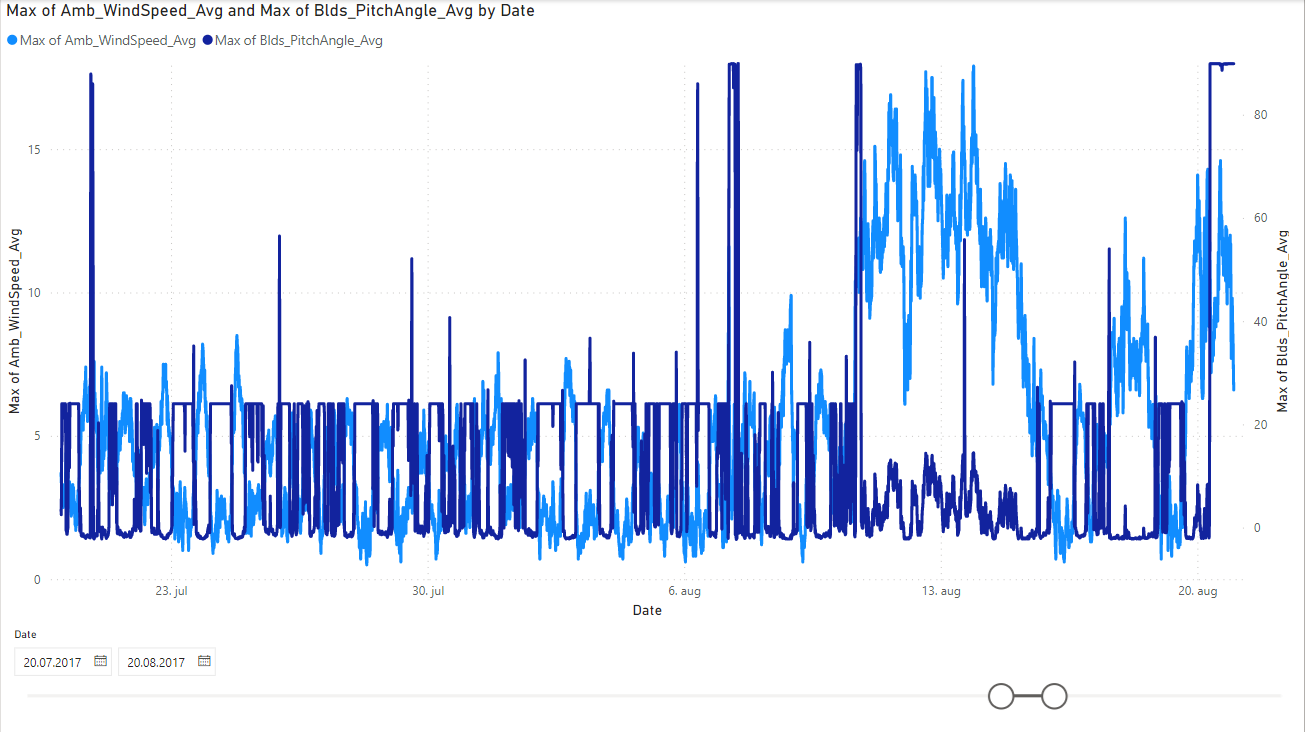 Max of Amb_WindSpeed_Avg and Max of Blds_PitchAngle_Avg by Date
Max of Amb_WindSpeed_Avg Max of Blds_PitchAngle_Avg
Max of Amb_WindSpeed_Avg
15
10
5
0
80
60
40
20
0
Max of Blds_PitchAngle_Avg
23. jul 30. jul 6. aug 13. aug 20. aug
Date
Date
20.07.2017 20.08.2017